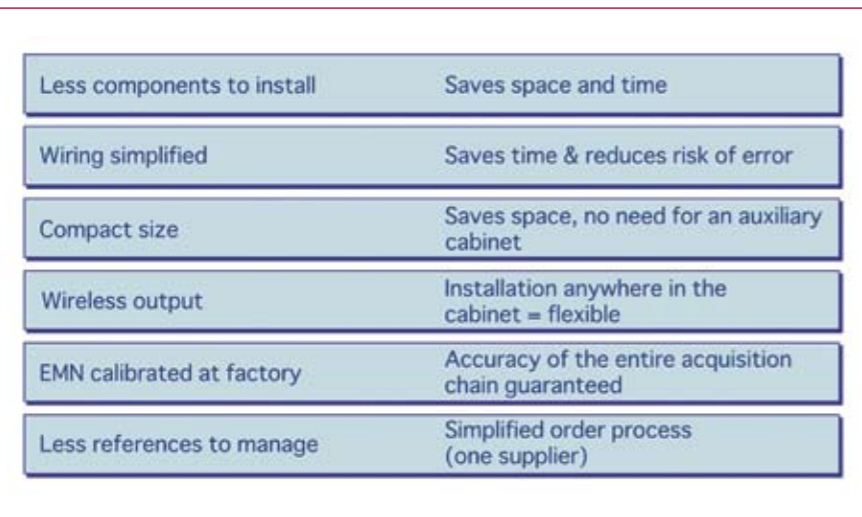 Less components to install
Saves space and time
Wiring simplified
Saves time & reduces risk of error
Compact size
Saves space, no need for an auxiliary
cabinet
Wireless output
Installation anywhere in the
cabinet = flexible
EMN calibrated at factory
Accuracy of the entire acquisition
chain guaranteed
Less references to manage
Simplified order process
(one supplier)